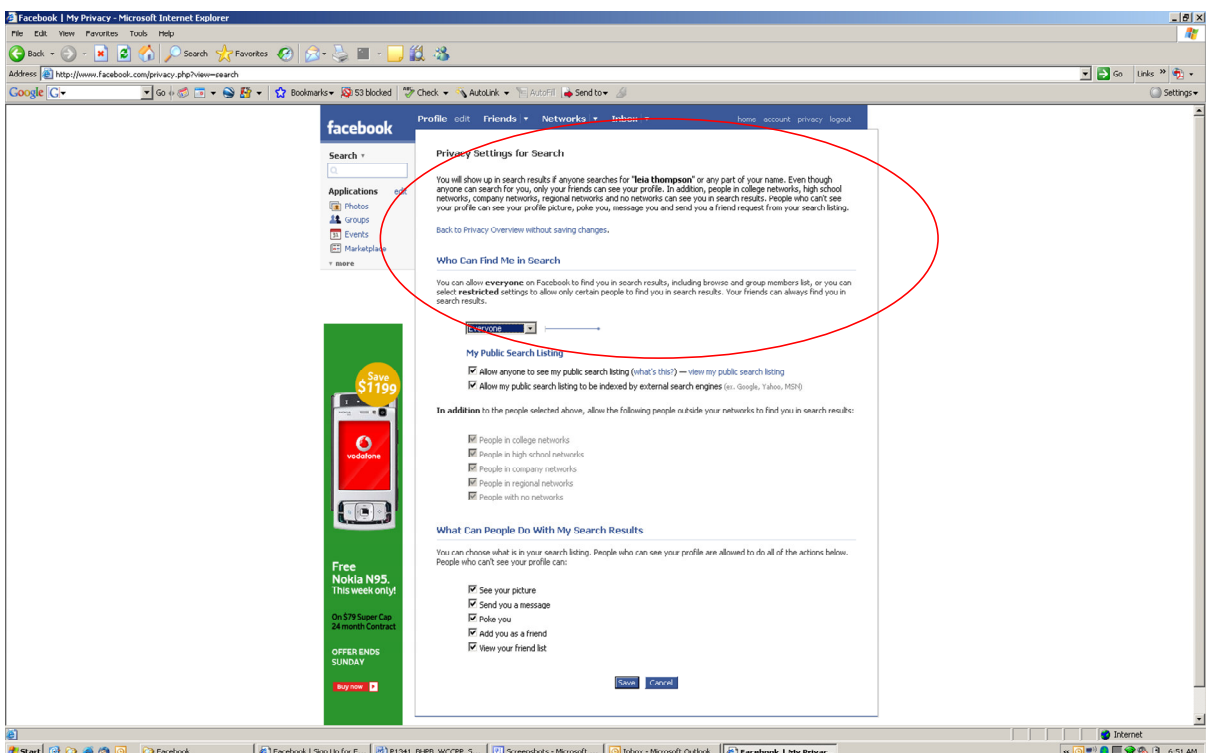 Facebook | My Privacy - Microsoft Internet Explorer
File Edit View Favorites Tools Help
Back Search Favorites
Address http://www.facebook.com/privacy.php?view=search Go Links »
Google G Go Bookmarks 53 blocked Check AutoLink AutoFill Send to Settings
facebook
Profile edit Friends Networks Inbox home account privacy logout
Search
Applications edit
Photos
Groups
Events
Marketplace
more
Privacy Settings for Search
You will show up in search results if anyone searches for "leia thompson" or any part of your name. Even though
anyone can search for you, only your friends can see your profile. In addition, people in college networks, high school
networks, company networks, regional networks and no networks can see you in search results. People who can't see
your profile can see your profile picture, poke you, message you and send you a friend request from your search listing.
Back to Privacy Overview without saving changes.
Who Can Find Me in Search
You can allow everyone on Facebook to find you in search results, including browse and group members list, or you can
select restricted settings to allow only certain people to find you in search results. Your friends can always find you in
search results.
Everyone
My Public Search Listing
Allow anyone to see my public search listing (what's this?) — view my public search listing
Allow my public search listing to be indexed by external search engines (ex. Google, Yahoo, MSN)
In addition to the people selected above, allow the following people outside your networks to find you in search results:
People in college networks
People in high school networks
People in company networks
People in regional networks
People with no networks
What Can People Do With My Search Results
You can choose what is in your search listing. People who can see your profile are allowed to do all of the actions below.
People who can't see your profile can:
See your picture
Send you a message
Poke you
Add you as a friend
View your friend list
Save Cancel
Save
$1199
vodafone
Free
Nokia N95.
This week only!
On $79 Super Cap
24 month Contract
OFFER ENDS
SUNDAY
Buy now
Internet
Start Facebook Facebook | Sign Up for F... Screenshots - Microsoft... Inbox - Microsoft Outlook Facebook | My Privac... 6:51 AM